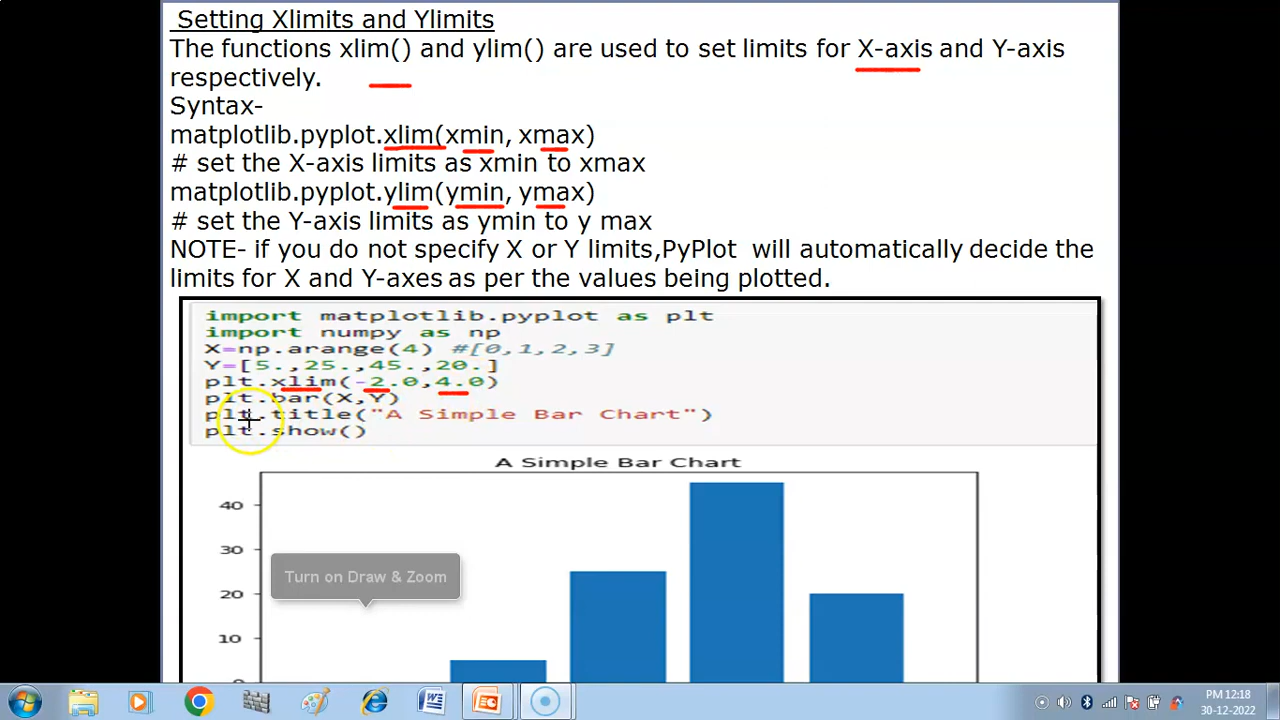 Setting Xlimits and Ylimits
The functions xlim() and ylim() are used to set limits for X-axis and Y-axis
respectively.
Syntax-
matplotlib.pyplot.xlim(xmin, xmax)
# set the X-axis limits as xmin to xmax
matplotlib.pyplot.ylim(ymin, ymax)
# set the Y-axis limits as ymin to y max
NOTE- if you do not specify X or Y limits,PyPlot  will automatically decide the
limits for X and Y-axes as per the values being plotted.
import matplotlib.pyplot as plt
import numpy as np
X=np.arange(4) #[0,1,2,3]
Y=[5.,25.,45.,20.]
plt.xlim(-2.0,4.0)
plt.bar(X,Y)
plt.title("A Simple Bar Chart")
plt.show()
A Simple Bar Chart
40
30
Turn on Draw & Zoom
20
10
0
PM 12:18
30-12-2022